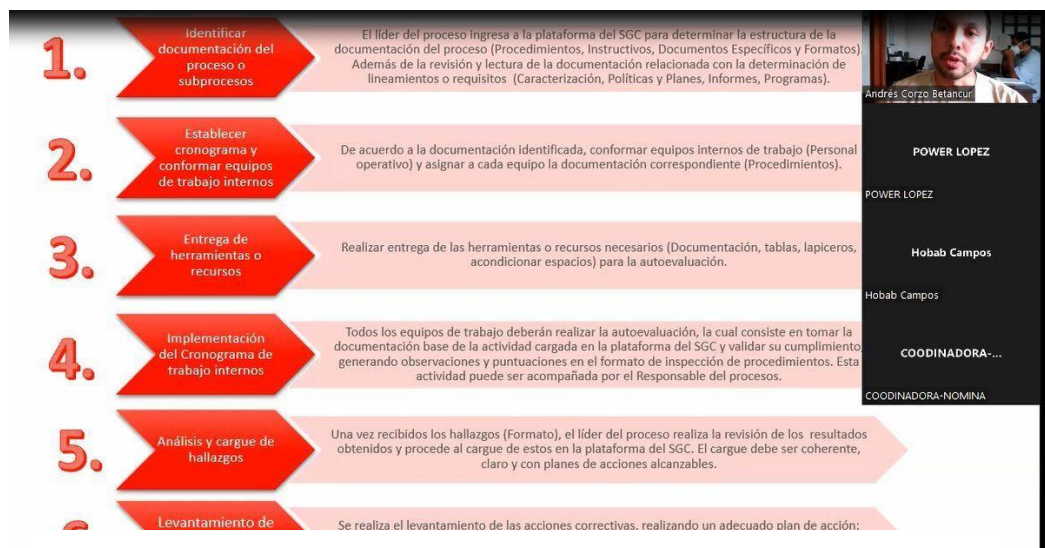 1.
Identificar
documentación del
proceso o
subprocesos
El líder del proceso ingresa a la plataforma del SGC para determinar la estructura de la
documentación del proceso (Procedimientos, Instructivos, Documentos Específicos y Formatos).
Además de la revisión y lectura de la documentación relacionada con la determinación de
lineamientos o requisitos (Caracterización, Políticas y Planes, Informes, Programas).
2.
Establecer
cronograma y
conformar equipos
de trabajo internos
De acuerdo a la documentación identificada, conformar equipos internos de trabajo (Personal
operativo) y asignar a cada equipo la documentación correspondiente (Procedimientos).
3.
Entrega de
herramientas o
recursos
Realizar entrega de las herramientas o recursos necesarios (Documentación, tablas, lapiceros,
acondicionar espacios) para la autoevaluación.
4.
Implementación
del Cronograma de
trabajo internos
Todos los equipos de trabajo deberán realizar la autoevaluación, la cual consiste en tomar la
documentación base de la actividad cargada en la plataforma del SGC y validar su cumplimiento,
generando observaciones y puntuaciones en el formato de inspección de procedimientos. Esta
actividad puede ser acompañada por el Responsable del procesos.
5.
Análisis y cargue de
hallazgos
Una vez recibidos los hallazgos (Formato), el líder del proceso realiza la revisión de los resultados
obtenidos y procede al cargue de estos en la plataforma del SGC. El cargue debe ser coherente,
claro y con planes de acciones alcanzables.
Levantamiento de
Se realiza el levantamiento de las acciones correctivas, realizando un adecuado plan de acción:
Andrés Corzo Betancur
POWER LOPEZ
POWER LOPEZ
Hobab Campos
Hobab Campos
COODINADORA-...
COODINADORA-NOMINA